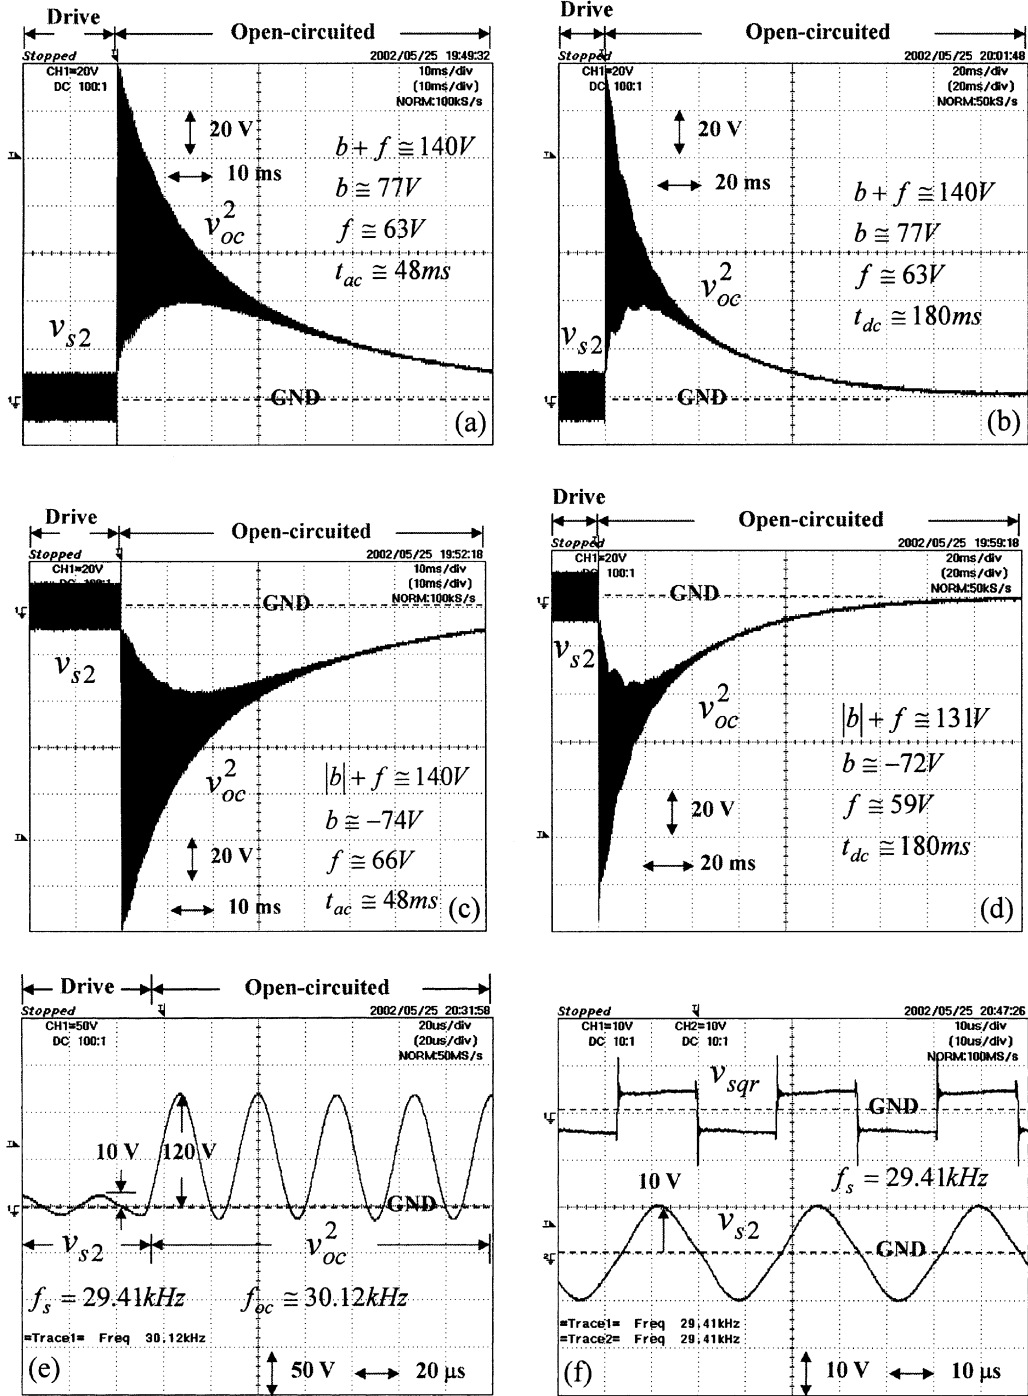 Drive
Open-circuited
Stopped
2002/05/25 19:49:32
CH1=20V
DC 100:1
10ms/div
(10ms/div)
NORM:100kS/s
20 V
10 ms
b + f ≅ 140V
b ≅ 77V
f ≅ 63V
t_ac ≅ 48ms
v_oc^2
v_s2
GND
(a)
Drive
Open-circuited
Stopped
2002/05/25 20:01:48
CH1=20V
DC 100:1
20ms/div
(20ms/div)
NORM:50kS/s
20 V
20 ms
b + f ≅ 140V
b ≅ 77V
f ≅ 63V
t_dc ≅ 180ms
v_oc^2
v_s2
GND
(b)
Drive
Open-circuited
Stopped
2002/05/25 19:52:18
CH1=20V
DC 100:1
10ms/div
(10ms/div)
NORM:100kS/s
GND
v_s2
v_oc^2
|b| + f ≅ 140V
b ≅ −74V
f ≅ 66V
t_ac ≅ 48ms
20 V
10 ms
(c)
Drive
Open-circuited
Stopped
2002/05/25 19:59:18
CH1=20V
DC 100:1
20ms/div
(20ms/div)
NORM:50kS/s
GND
v_s2
v_oc^2
|b| + f ≅ 131V
b ≅ −72V
f ≅ 59V
t_dc ≅ 180ms
20 V
20 ms
(d)
Drive
Open-circuited
Stopped
2002/05/25 20:31:58
CH1=50V
DC 100:1
20us/div
(20us/div)
NORM:50MS/s
10 V
120 V
GND
v_s2
v_oc^2
f_s = 29.41kHz
f_oc ≅ 30.12kHz
=Trace1= Freq 30.12kHz
(e)
50 V
20 μs
Stopped
2002/05/25 20:47:26
CH1=10V
DC 10:1
CH2=10V
DC 10:1
10us/div
(10us/div)
NORM:100MS/s
v_sqr
GND
f_s = 29.41kHz
10 V
v_s2
GND
=Trace1= Freq 29.41kHz
=Trace2= Freq 29.41kHz
(f)
10 V
10 μs